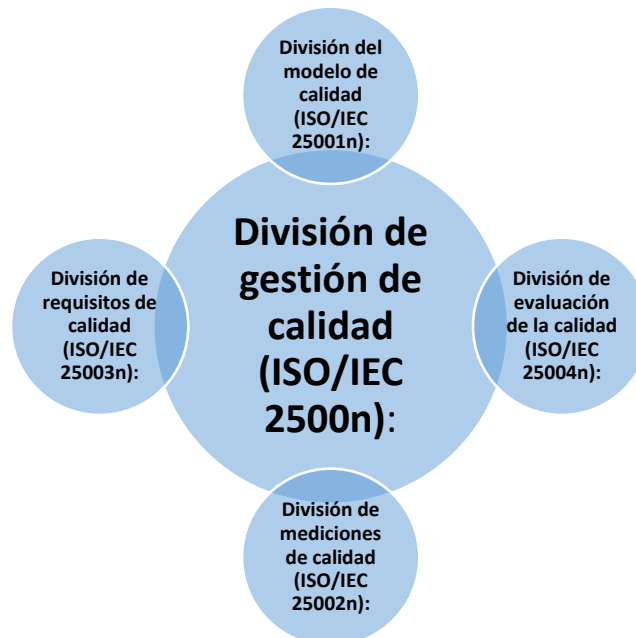 División del
modelo de
calidad
(ISO/IEC
25001n):
División de
gestión de
calidad
(ISO/IEC
2500n):
División de
requisitos de
calidad
(ISO/IEC
25003n):
División de
evaluación
de la calidad
(ISO/IEC
25004n):
División de
mediciones
de calidad
(ISO/IEC
25002n):